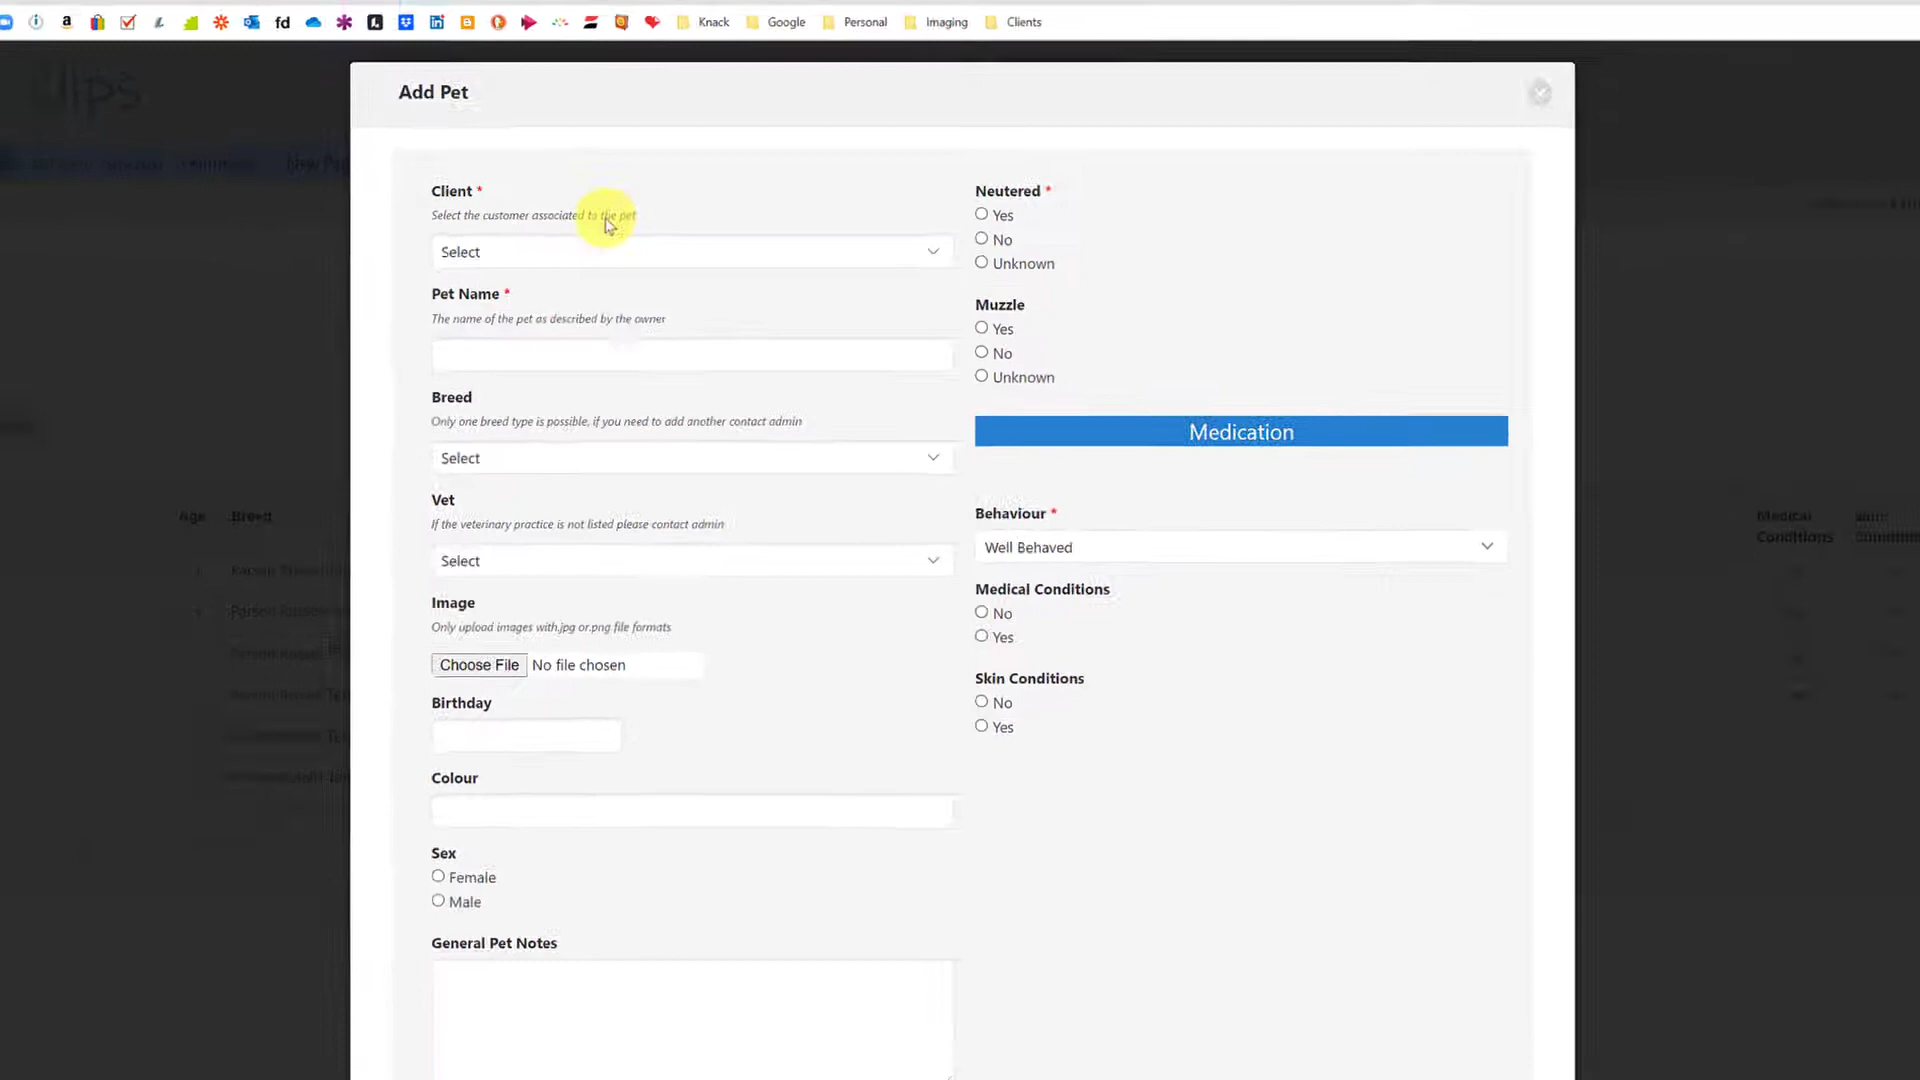 fd
Knack
Google
Personal
Imaging
Clients
Add Pet
Client *
Select the customer associated to the pet
Select
Pet Name *
The name of the pet as described by the owner
Breed
Only one breed type is possible, if you need to add another contact admin
Select
Vet
If the veterinary practice is not listed please contact admin
Select
Image
Only upload images with.jpg or.png file formats
Choose File No file chosen
Birthday
Colour
Sex
Female
Male
General Pet Notes
Neutered *
Yes
No
Unknown
Muzzle
Yes
No
Unknown
Medication
Behaviour *
Well Behaved
Medical Conditions
No
Yes
Skin Conditions
No
Yes
Age Breed
Medical
Conditions